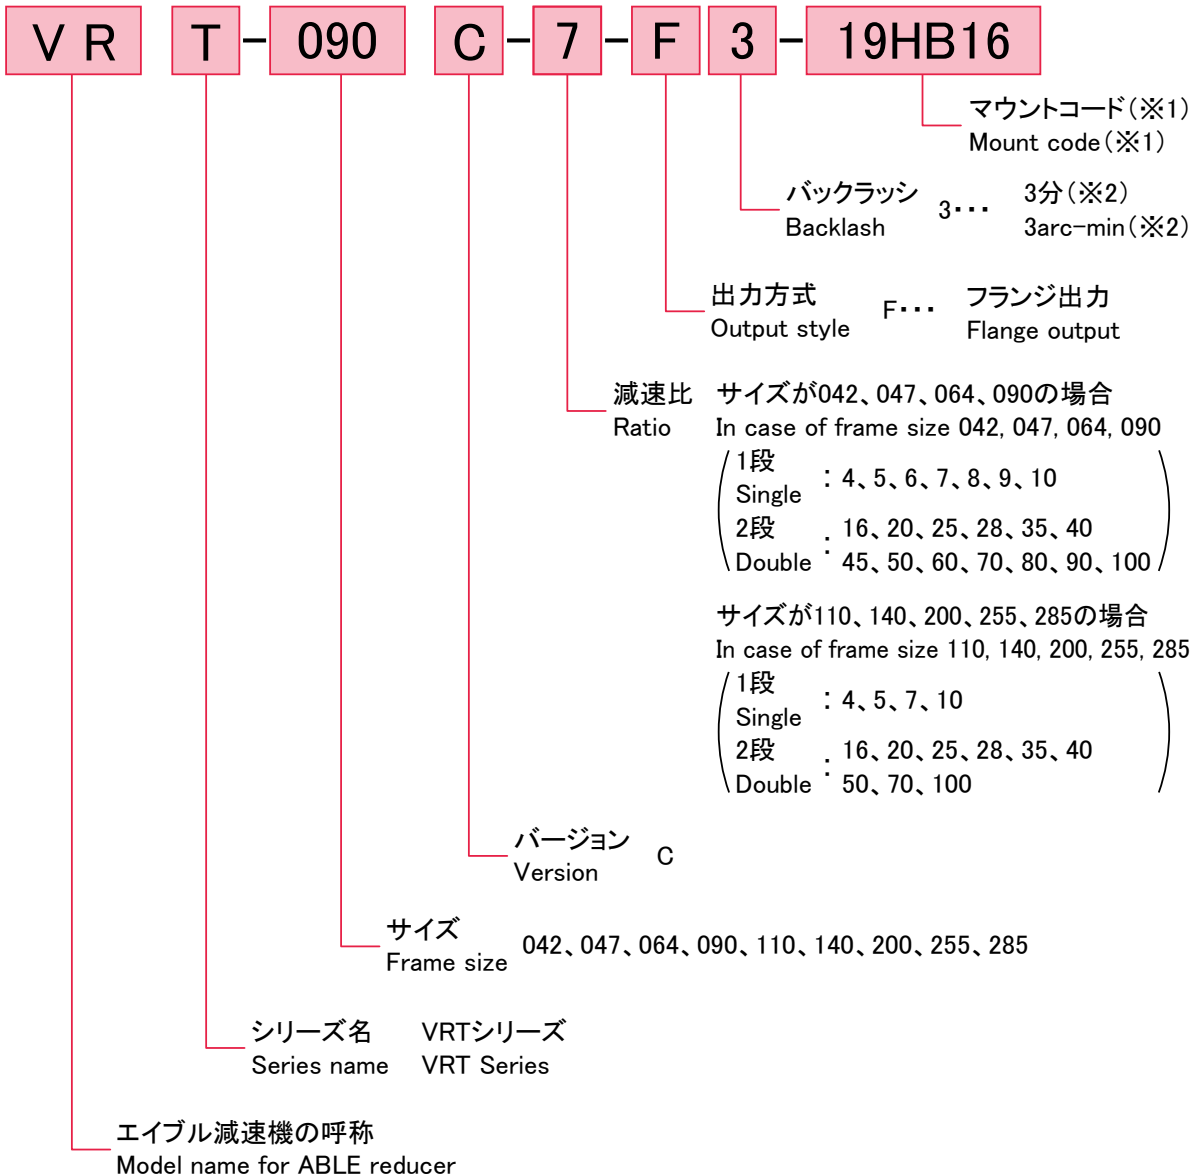 VR T-090 C-7-F 3-19HB16
マウントコード(※1)
Mount code(※1)
バックラッシ 3・・・ 3分(※2)
Backlash 3arc-min(※2)
出力方式 F・・・ フランジ出力
Output style Flange output
減速比 サイズが042、047、064、090の場合
Ratio In case of frame size 042, 047, 064, 090
1段
Single : 4、5、6、7、8、9、10
2段 : 16、20、25、28、35、40
Double 45、50、60、70、80、90、100
サイズが110、140、200、255、285の場合
In case of frame size 110, 140, 200, 255, 285
1段
Single : 4、5、7、10
2段 : 16、20、25、28、35、40
Double 50、70、100
バージョン C
Version
サイズ 042、047、064、090、110、140、200、255、285
Frame size
シリーズ名 VRTシリーズ
Series name VRT Series
エイブル減速機の呼称
Model name for ABLE reducer